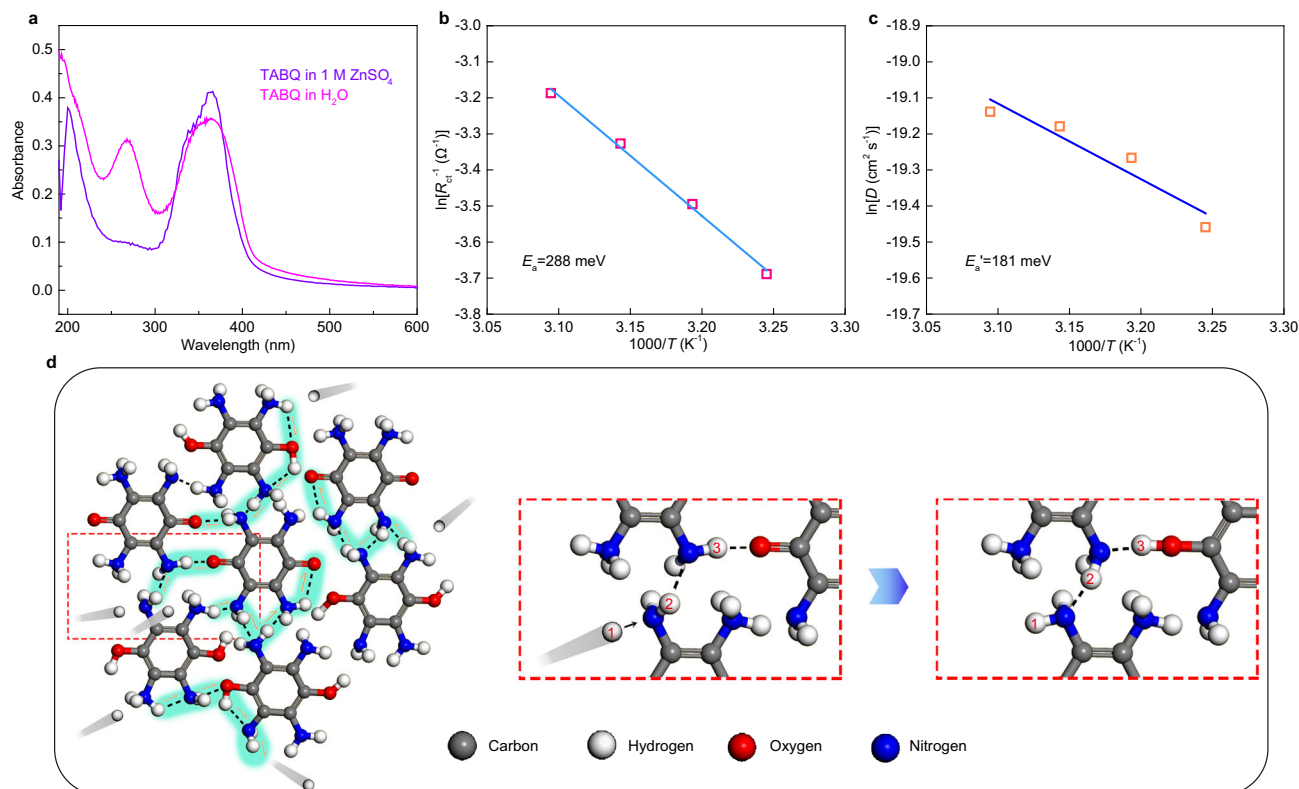 a
0.5
0.4
0.3
0.2
0.1
0.0
Absorbance
200 300 400 500 600
Wavelength (nm)
TABQ in 1 M ZnSO₄
TABQ in H₂O
b
-3.0
-3.1
-3.2
-3.3
-3.4
-3.5
-3.6
-3.7
-3.8
ln[R_ct⁻¹ (Ω⁻¹)]
Eₐ=288 meV
3.05 3.10 3.15 3.20 3.25 3.30
1000/T (K⁻¹)
c
-18.9
-19.0
-19.1
-19.2
-19.3
-19.4
-19.5
-19.6
-19.7
ln[D (cm² s⁻¹)]
Eₐ'=181 meV
3.05 3.10 3.15 3.20 3.25 3.30
1000/T (K⁻¹)
d
3
2
1
3
2
1
Carbon Hydrogen Oxygen Nitrogen